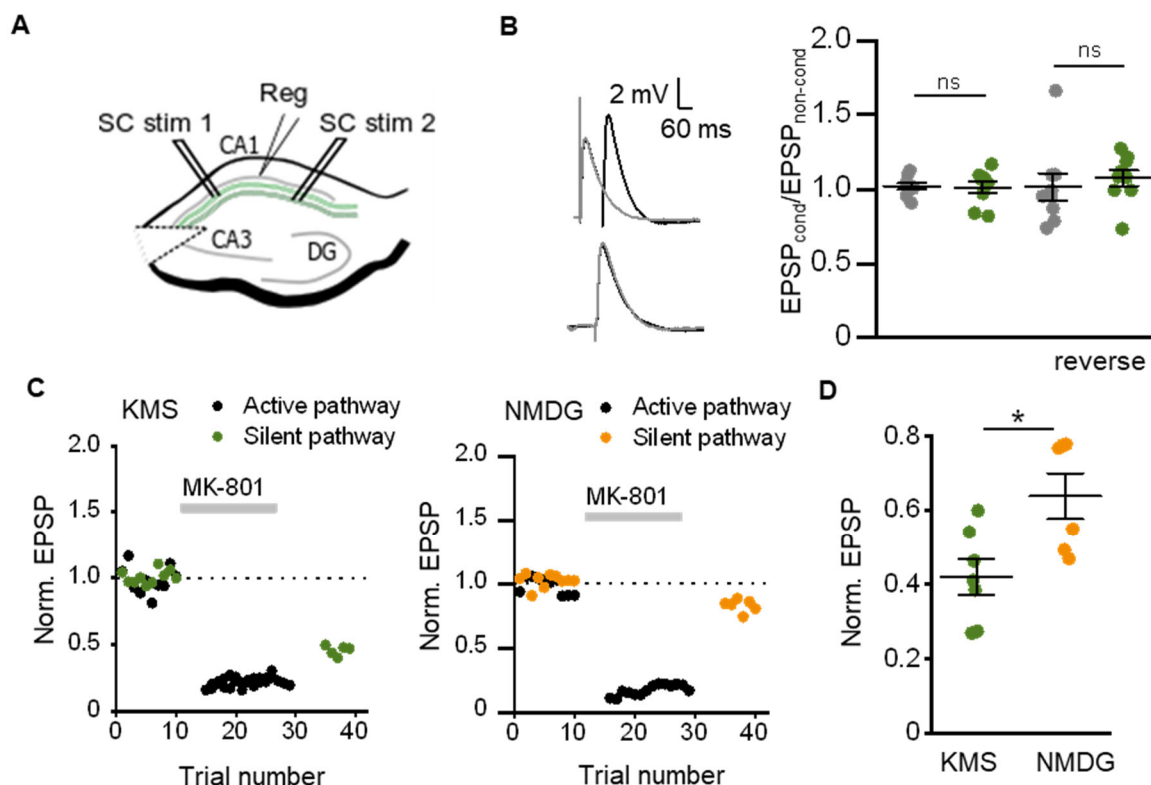 A
Reg
SC stim 1
SC stim 2
CA1
CA3
DG
B
2 mV
60 ms
EPSPcond/EPSPnon-cond
2.0
1.5
1.0
0.5
0
ns
ns
reverse
C
KMS
Active pathway
Silent pathway
MK-801
Norm. EPSP
2.0
1.5
1.0
0.5
0
0 10 20 30 40
Trial number
NMDG
Active pathway
Silent pathway
MK-801
Norm. EPSP
2.0
1.5
1.0
0.5
0
0 10 20 30 40
Trial number
D
*
Norm. EPSP
0.8
0.6
0.4
0.2
0
KMS NMDG